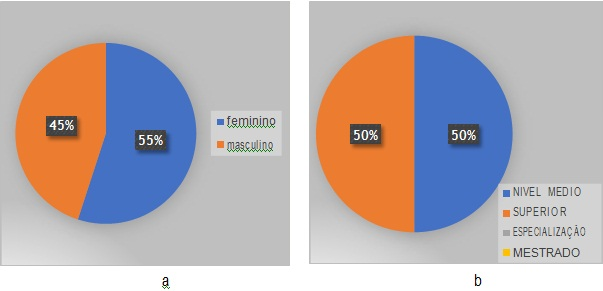 45%
55%
feminino
masculino
a
50%
50%
NIVEL MEDIO
SUPERIOR
ESPECIALIZAÇÃO
MESTRADO
b